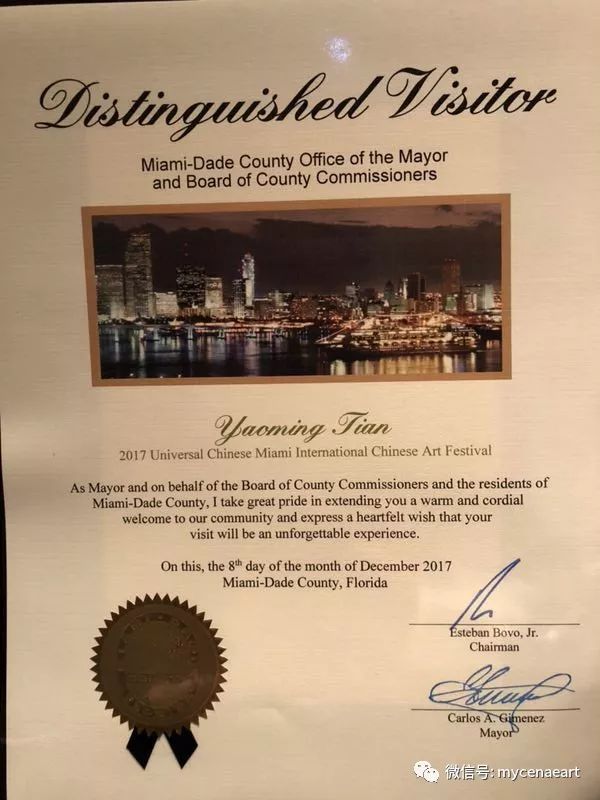 Distinguished Visitor
Miami-Dade County Office of the Mayor
and Board of County Commissioners
Yaoming Tian
2017 Universal Chinese Miami International Chinese Art Festival
As Mayor and on behalf of the Board of County Commissioners and the residents of
Miami-Dade County, I take great pride in extending you a warm and cordial
welcome to our community and express a heartfelt wish that your
visit will be an unforgettable experience.
On this, the 8th day of the month of December 2017
Miami-Dade County, Florida
Esteban Bovo, Jr.
Chairman
Carlos A. Gimenez
Mayor
微信号: mycenaeart